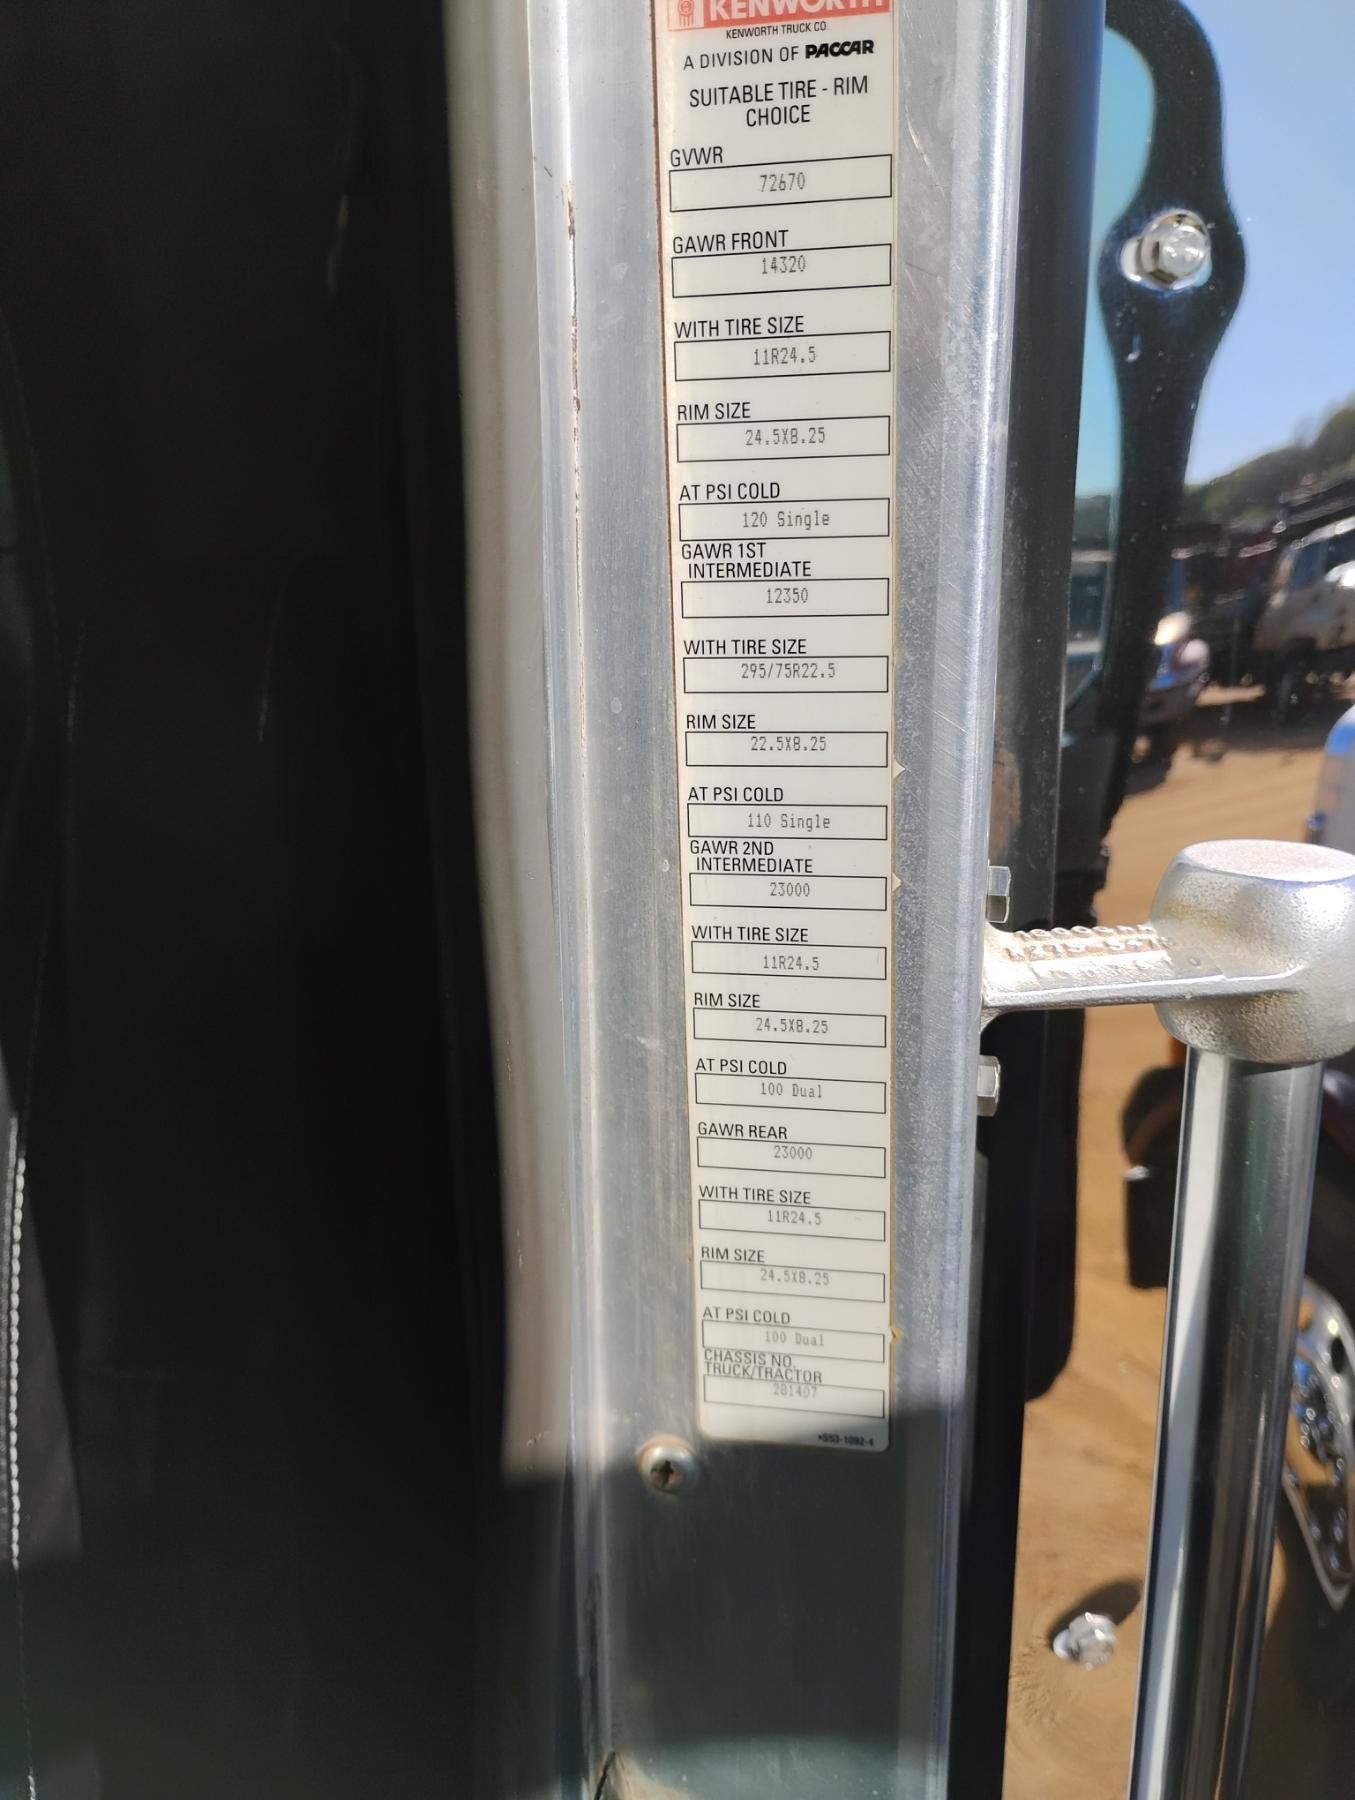 KENWORTH
KENWORTH TRUCK CO.
A DIVISION OF PACCAR
SUITABLE TIRE - RIM
CHOICE
GVWR
72670
GAWR FRONT
14320
WITH TIRE SIZE
11R24.5
RIM SIZE
24.5X8.25
AT PSI COLD
120 Single
GAWR 1ST
INTERMEDIATE
12350
WITH TIRE SIZE
295/75R22.5
RIM SIZE
22.5X8.25
AT PSI COLD
110 Single
GAWR 2ND
INTERMEDIATE
23000
WITH TIRE SIZE
11R24.5
RIM SIZE
24.5X8.25
AT PSI COLD
100 Dual
GAWR REAR
23000
WITH TIRE SIZE
11R24.5
RIM SIZE
24.5X8.25
AT PSI COLD
100 Dual
CHASSIS NO.
TRUCK/TRACTOR
281407
•S53-1092-4